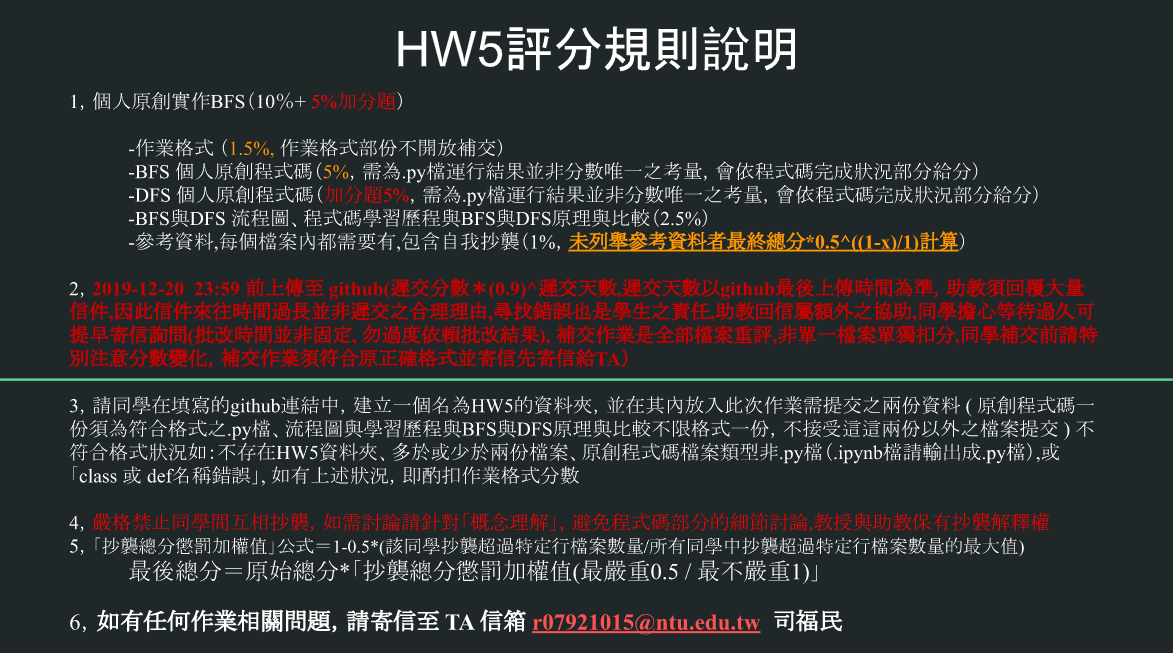 HW5評分規則說明
1, 個人原創實作BFS(10%+ 5%加分題)
-作業格式 (1.5%, 作業格式部份不開放補交)
-BFS 個人原創程式碼(5%, 需為.py檔運行結果並非分數唯一之考量, 會依程式碼完成狀況部分給分)
-DFS 個人原創程式碼(加分題5%, 需為.py檔運行結果並非分數唯一之考量, 會依程式碼完成狀況部分給分)
-BFS與DFS 流程圖、程式碼學習歷程與BFS與DFS原理與比較(2.5%)
-參考資料,每個檔案內都需要有,包含自我抄襲(1%, 未列舉參考資料者最終總分*0.5^((1-x)/1)計算)
2, 2019-12-20 23:59 前上傳至 github(遲交分數*(0.9)^遲交天數,遲交天數以github最後上傳時間為準, 助教須回覆大量
信件,因此信件來往時間過長並非遲交之合理理由,尋找錯誤也是學生之責任,助教回信屬額外之協助,同學擔心等待過久可
提早寄信詢問(批改時間並非固定, 勿過度依賴批改結果), 補交作業是全部檔案重評,非單一檔案單獨扣分,同學補交前請特
別注意分數變化, 補交作業須符合原正確格式並寄信先寄信給TA)
3, 請同學在填寫的github連結中, 建立一個名為HW5的資料夾, 並在其內放入此次作業需提交之兩份資料 ( 原創程式碼一
份須為符合格式之.py檔、流程圖與學習歷程與BFS與DFS原理與比較不限格式一份, 不接受這這兩份以外之檔案提交 ) 不
符合格式狀況如:不存在HW5資料夾、多於或少於兩份檔案、原創程式碼檔案類型非.py檔(.ipynb檔請輸出成.py檔),或
「class 或 def名稱錯誤」, 如有上述狀況, 即酌扣作業格式分數
4, 嚴格禁止同學間互相抄襲, 如需討論請針對「概念理解」, 避免程式碼部分的細節討論.教授與助教保有抄襲解釋權
5, 「抄襲總分懲罰加權值」公式＝1-0.5*(該同學抄襲超過特定行檔案數量/所有同學中抄襲超過特定行檔案數量的最大值)
最後總分＝原始總分*「抄襲總分懲罰加權值(最嚴重0.5 / 最不嚴重1)」
6, 如有任何作業相關問題, 請寄信至 TA 信箱 r07921015@ntu.edu.tw 司福民